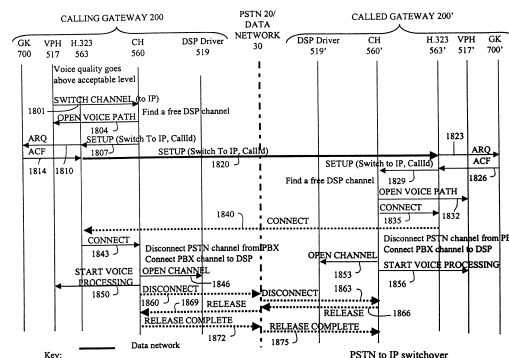 CALLING GATEWAY 200
PSTN 20/
DATA
NETWORK
30
CALLED GATEWAY 200'
GK
700
VPH
517
H.323
563
CH
560
DSP Driver
519
DSP Driver
519'
CH
560'
H.323
563'
VPH
517'
GK
700'
Voice quality goes
above acceptable level
SWITCH CHANNEL (to IP)
1801
Find a free DSP channel
OPEN VOICE PATH
1804
1823
ARQ
SETUP (Switch To IP, CallId)
ARQ
ACF
1807
SETUP (Switch To IP, CallId)
ACF
1814
1810
1820
SETUP (Switch to IP, CallId)
1826
Find a free DSP channel
1829
OPEN VOICE PATH
1840
CONNECT
1832
CONNECT
1835
CONNECT
Disconnect PSTN channel from PBX
Connect PBX channel to DSP
1843
Disconnect PSTN channel from PB
Connect PBX channel to DSP
OPEN CHANNEL
START VOICE
PROCESSING
OPEN CHANNEL
1853
START VOICE PROCESSING
1850
1846
1856
DISCONNECT
DISCONNECT
1863
1860
1869
RELEASE
RELEASE
1866
RELEASE COMPLETE
1872
RELEASE COMPLETE
1875
Key:
Data network
PSTN to IP switchover